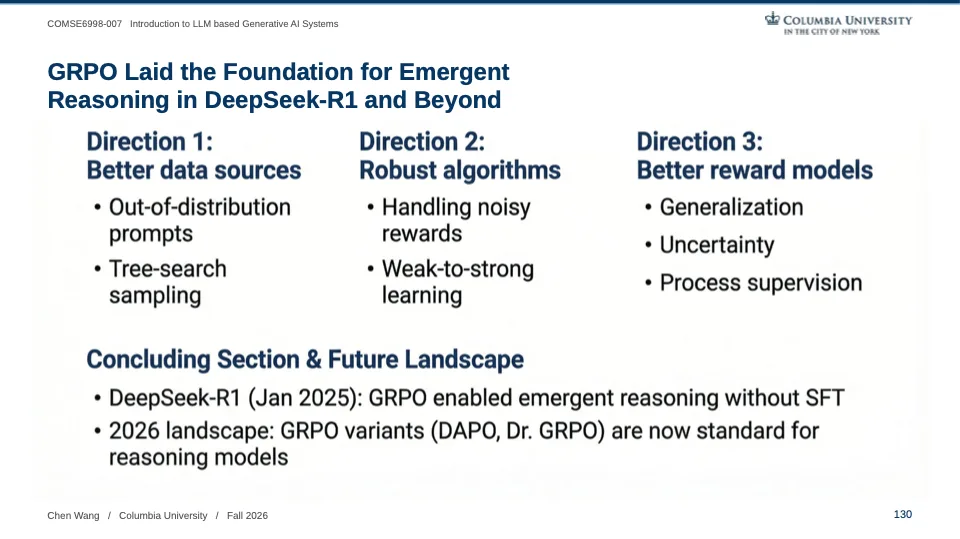 COMSE6998-007 Introduction to LLM based Generative AI Systems
COLUMBIA UNIVERSITY
IN THE CITY OF NEW YORK
GRPO Laid the Foundation for Emergent
Reasoning in DeepSeek-R1 and Beyond
Direction 1:
Better data sources
• Out-of-distribution
prompts
• Tree-search
sampling
Direction 2:
Robust algorithms
• Handling noisy
rewards
• Weak-to-strong
learning
Direction 3:
Better reward models
• Generalization
• Uncertainty
• Process supervision
Concluding Section & Future Landscape
• DeepSeek-R1 (Jan 2025): GRPO enabled emergent reasoning without SFT
• 2026 landscape: GRPO variants (DAPO, Dr. GRPO) are now standard for
reasoning models
Chen Wang / Columbia University / Fall 2026
130